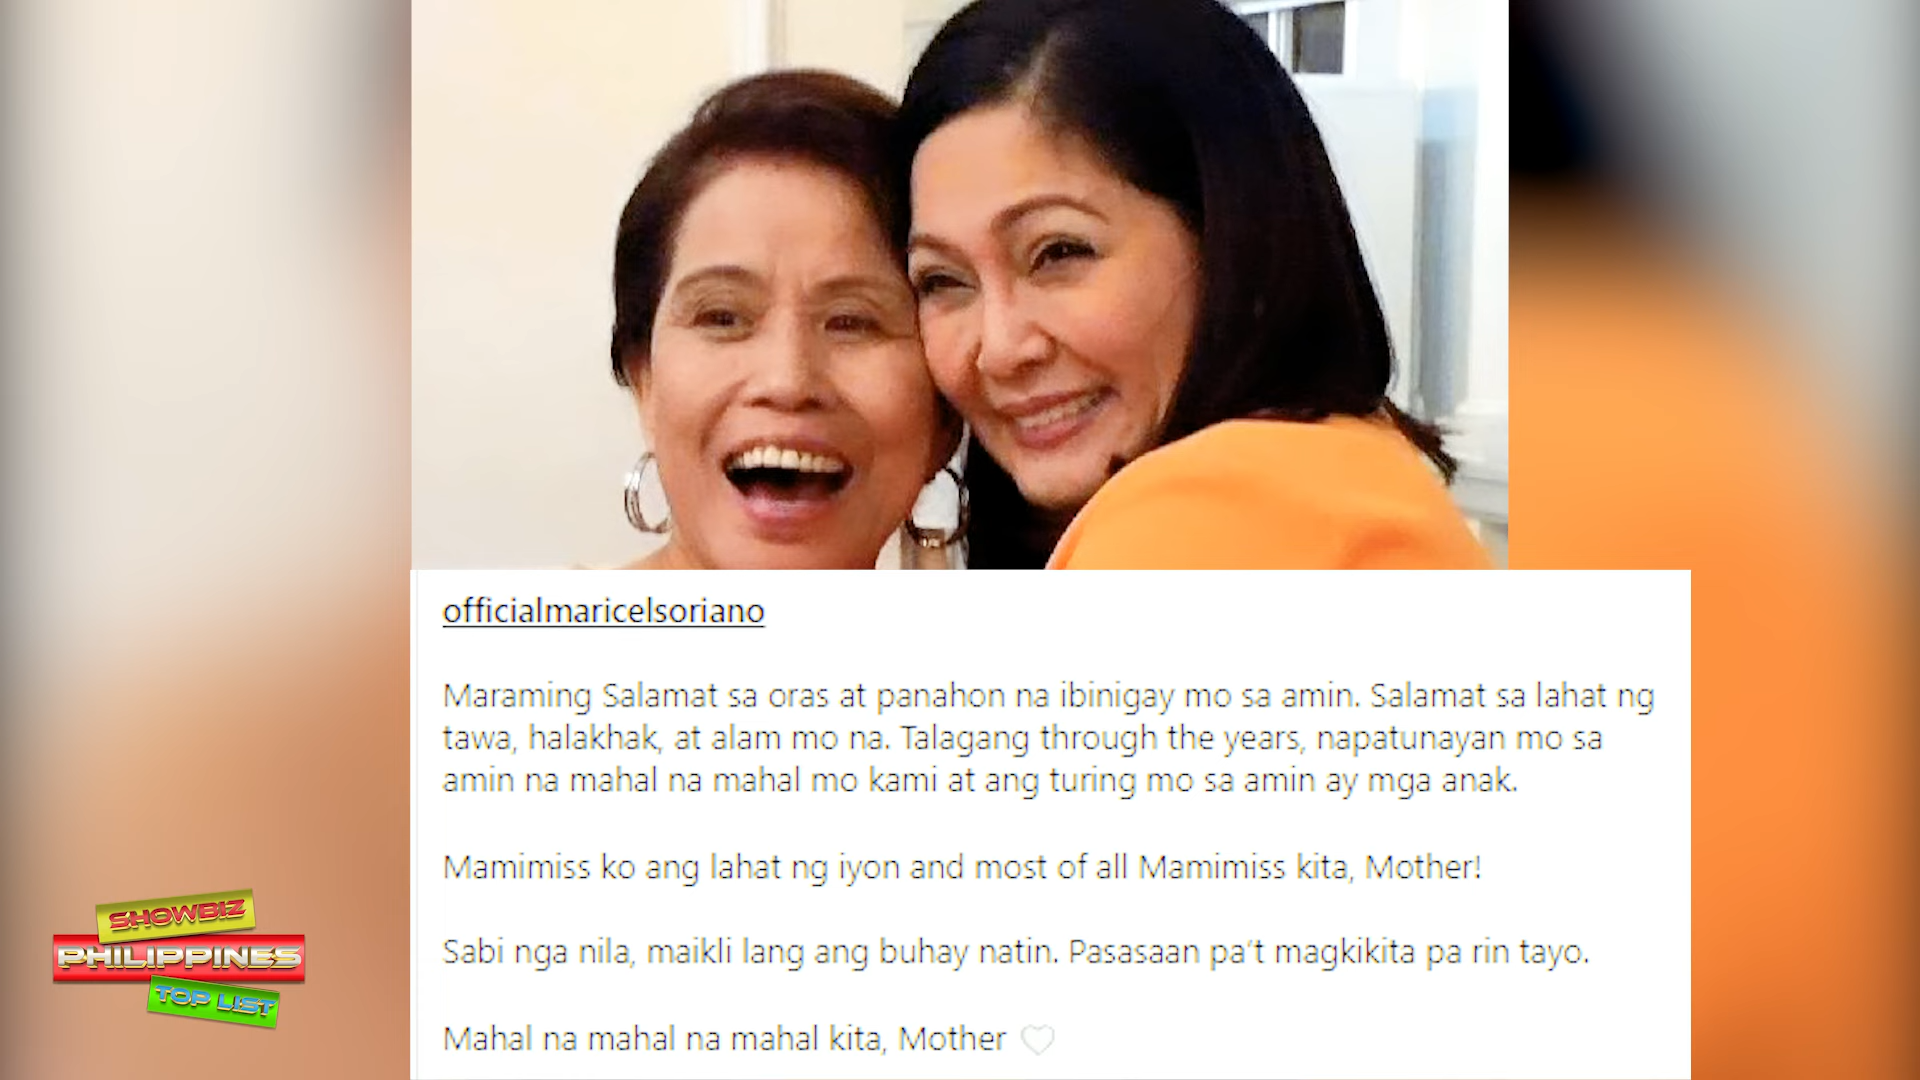 officialmaricelsoriano
Maraming Salamat sa oras at panahon na ibinigay mo sa amin. Salamat sa lahat ng
tawa, halakhak, at alam mo na. Talagang through the years, napatunayan mo sa
amin na mahal na mahal mo kami at ang turing mo sa amin ay mga anak.
Mamimiss ko ang lahat ng iyon and most of all Mamimiss kita, Mother!
Sabi nga nila, maikli lang ang buhay natin. Pasasaan pa't magkikita pa rin tayo.
Mahal na mahal na mahal kita, Mother 🤍
SHOWBIZ
PHILIPPINES
TOP LIST